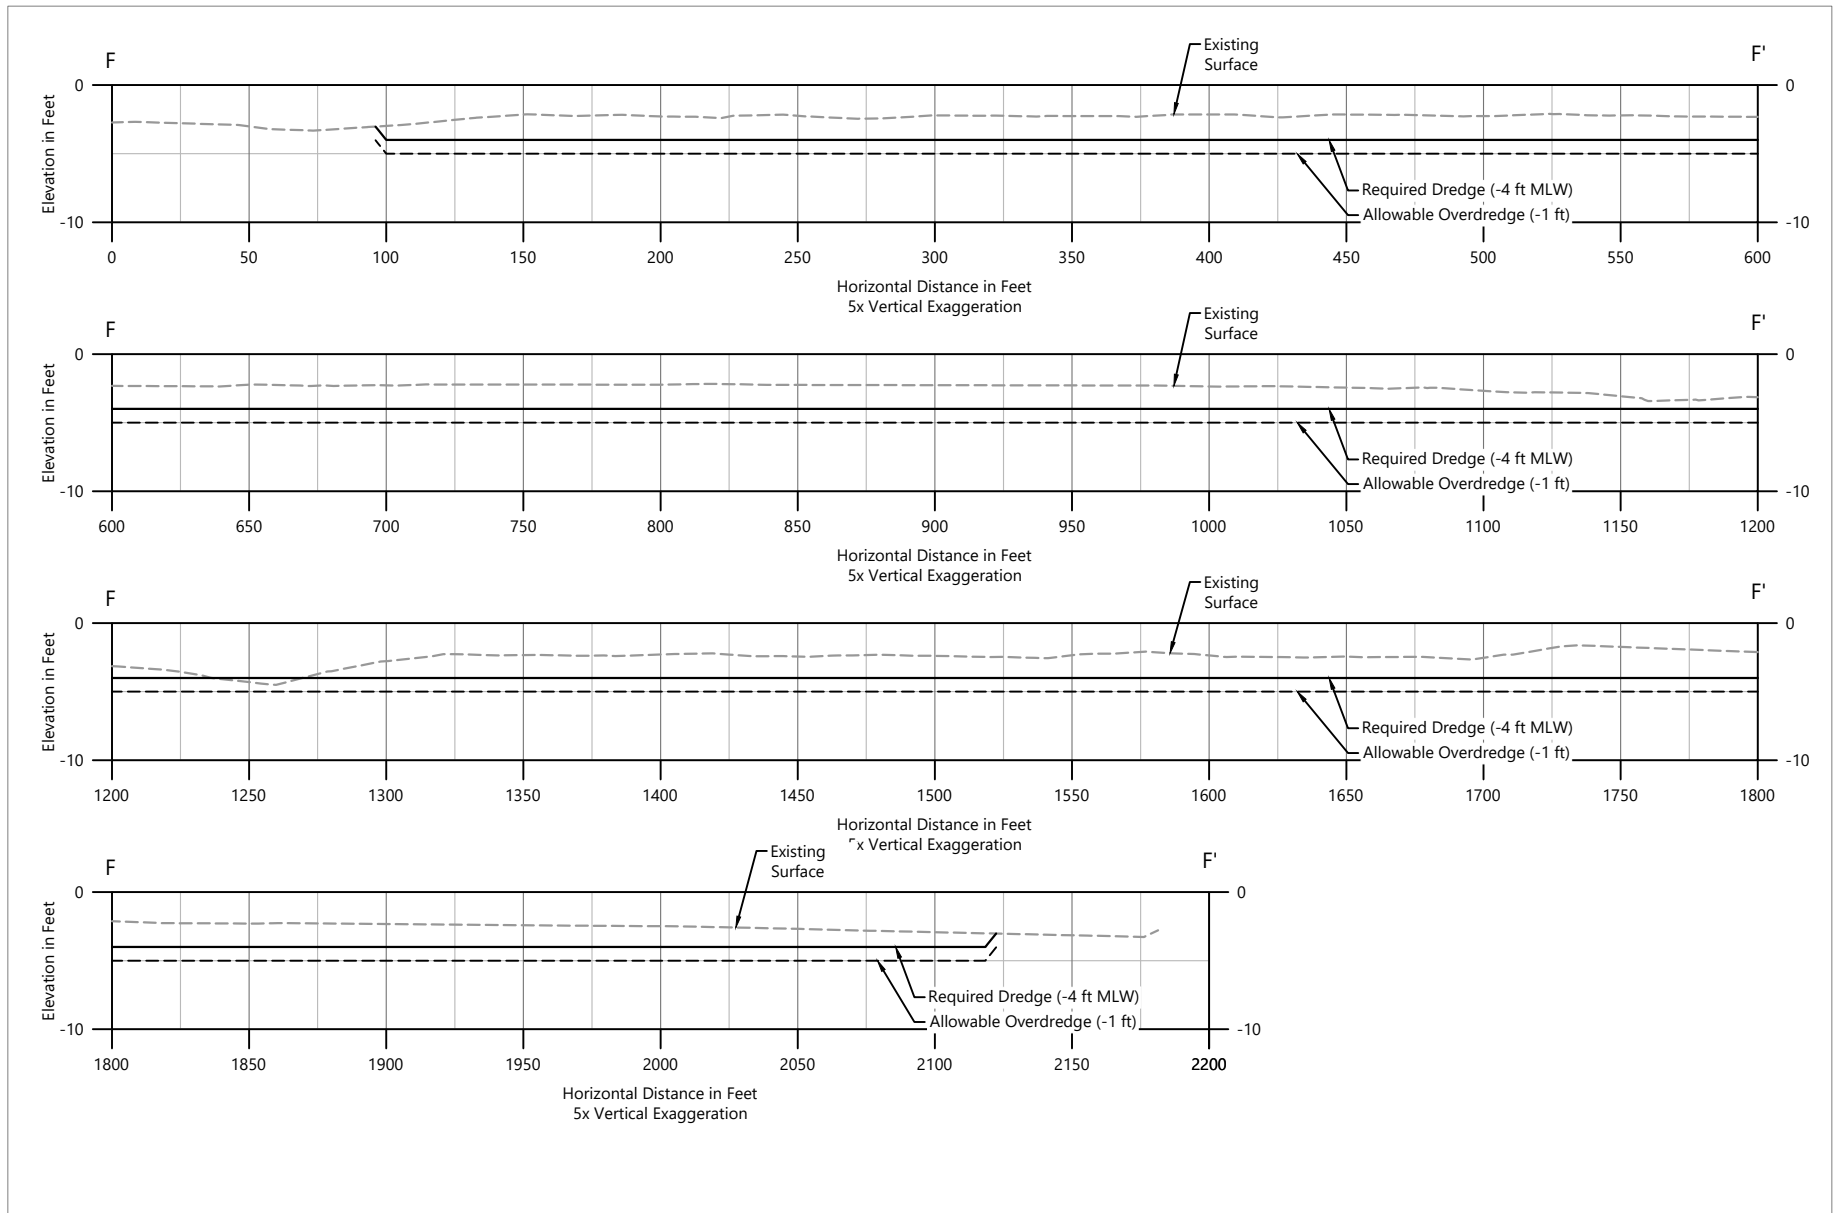 F
F'
Existing
Surface
0
0
Elevation in Feet
Required Dredge (-4 ft MLW)
Allowable Overdredge (-1 ft)
-10
-10
0 50 100 150 200 250 300 350 400 450 500 550 600
Horizontal Distance in Feet
5x Vertical Exaggeration
F
F'
Existing
Surface
0
0
Elevation in Feet
Required Dredge (-4 ft MLW)
Allowable Overdredge (-1 ft)
-10
-10
600 650 700 750 800 850 900 950 1000 1050 1100 1150 1200
Horizontal Distance in Feet
5x Vertical Exaggeration
F
F'
Existing
Surface
0
0
Elevation in Feet
Required Dredge (-4 ft MLW)
Allowable Overdredge (-1 ft)
-10
-10
1200 1250 1300 1350 1400 1450 1500 1550 1600 1650 1700 1750 1800
Horizontal Distance in Feet
5x Vertical Exaggeration
F
F'
Existing
Surface
0
0
Elevation in Feet
Required Dredge (-4 ft MLW)
Allowable Overdredge (-1 ft)
-10
-10
1800 1850 1900 1950 2000 2050 2100 2150 2200
Horizontal Distance in Feet
5x Vertical Exaggeration